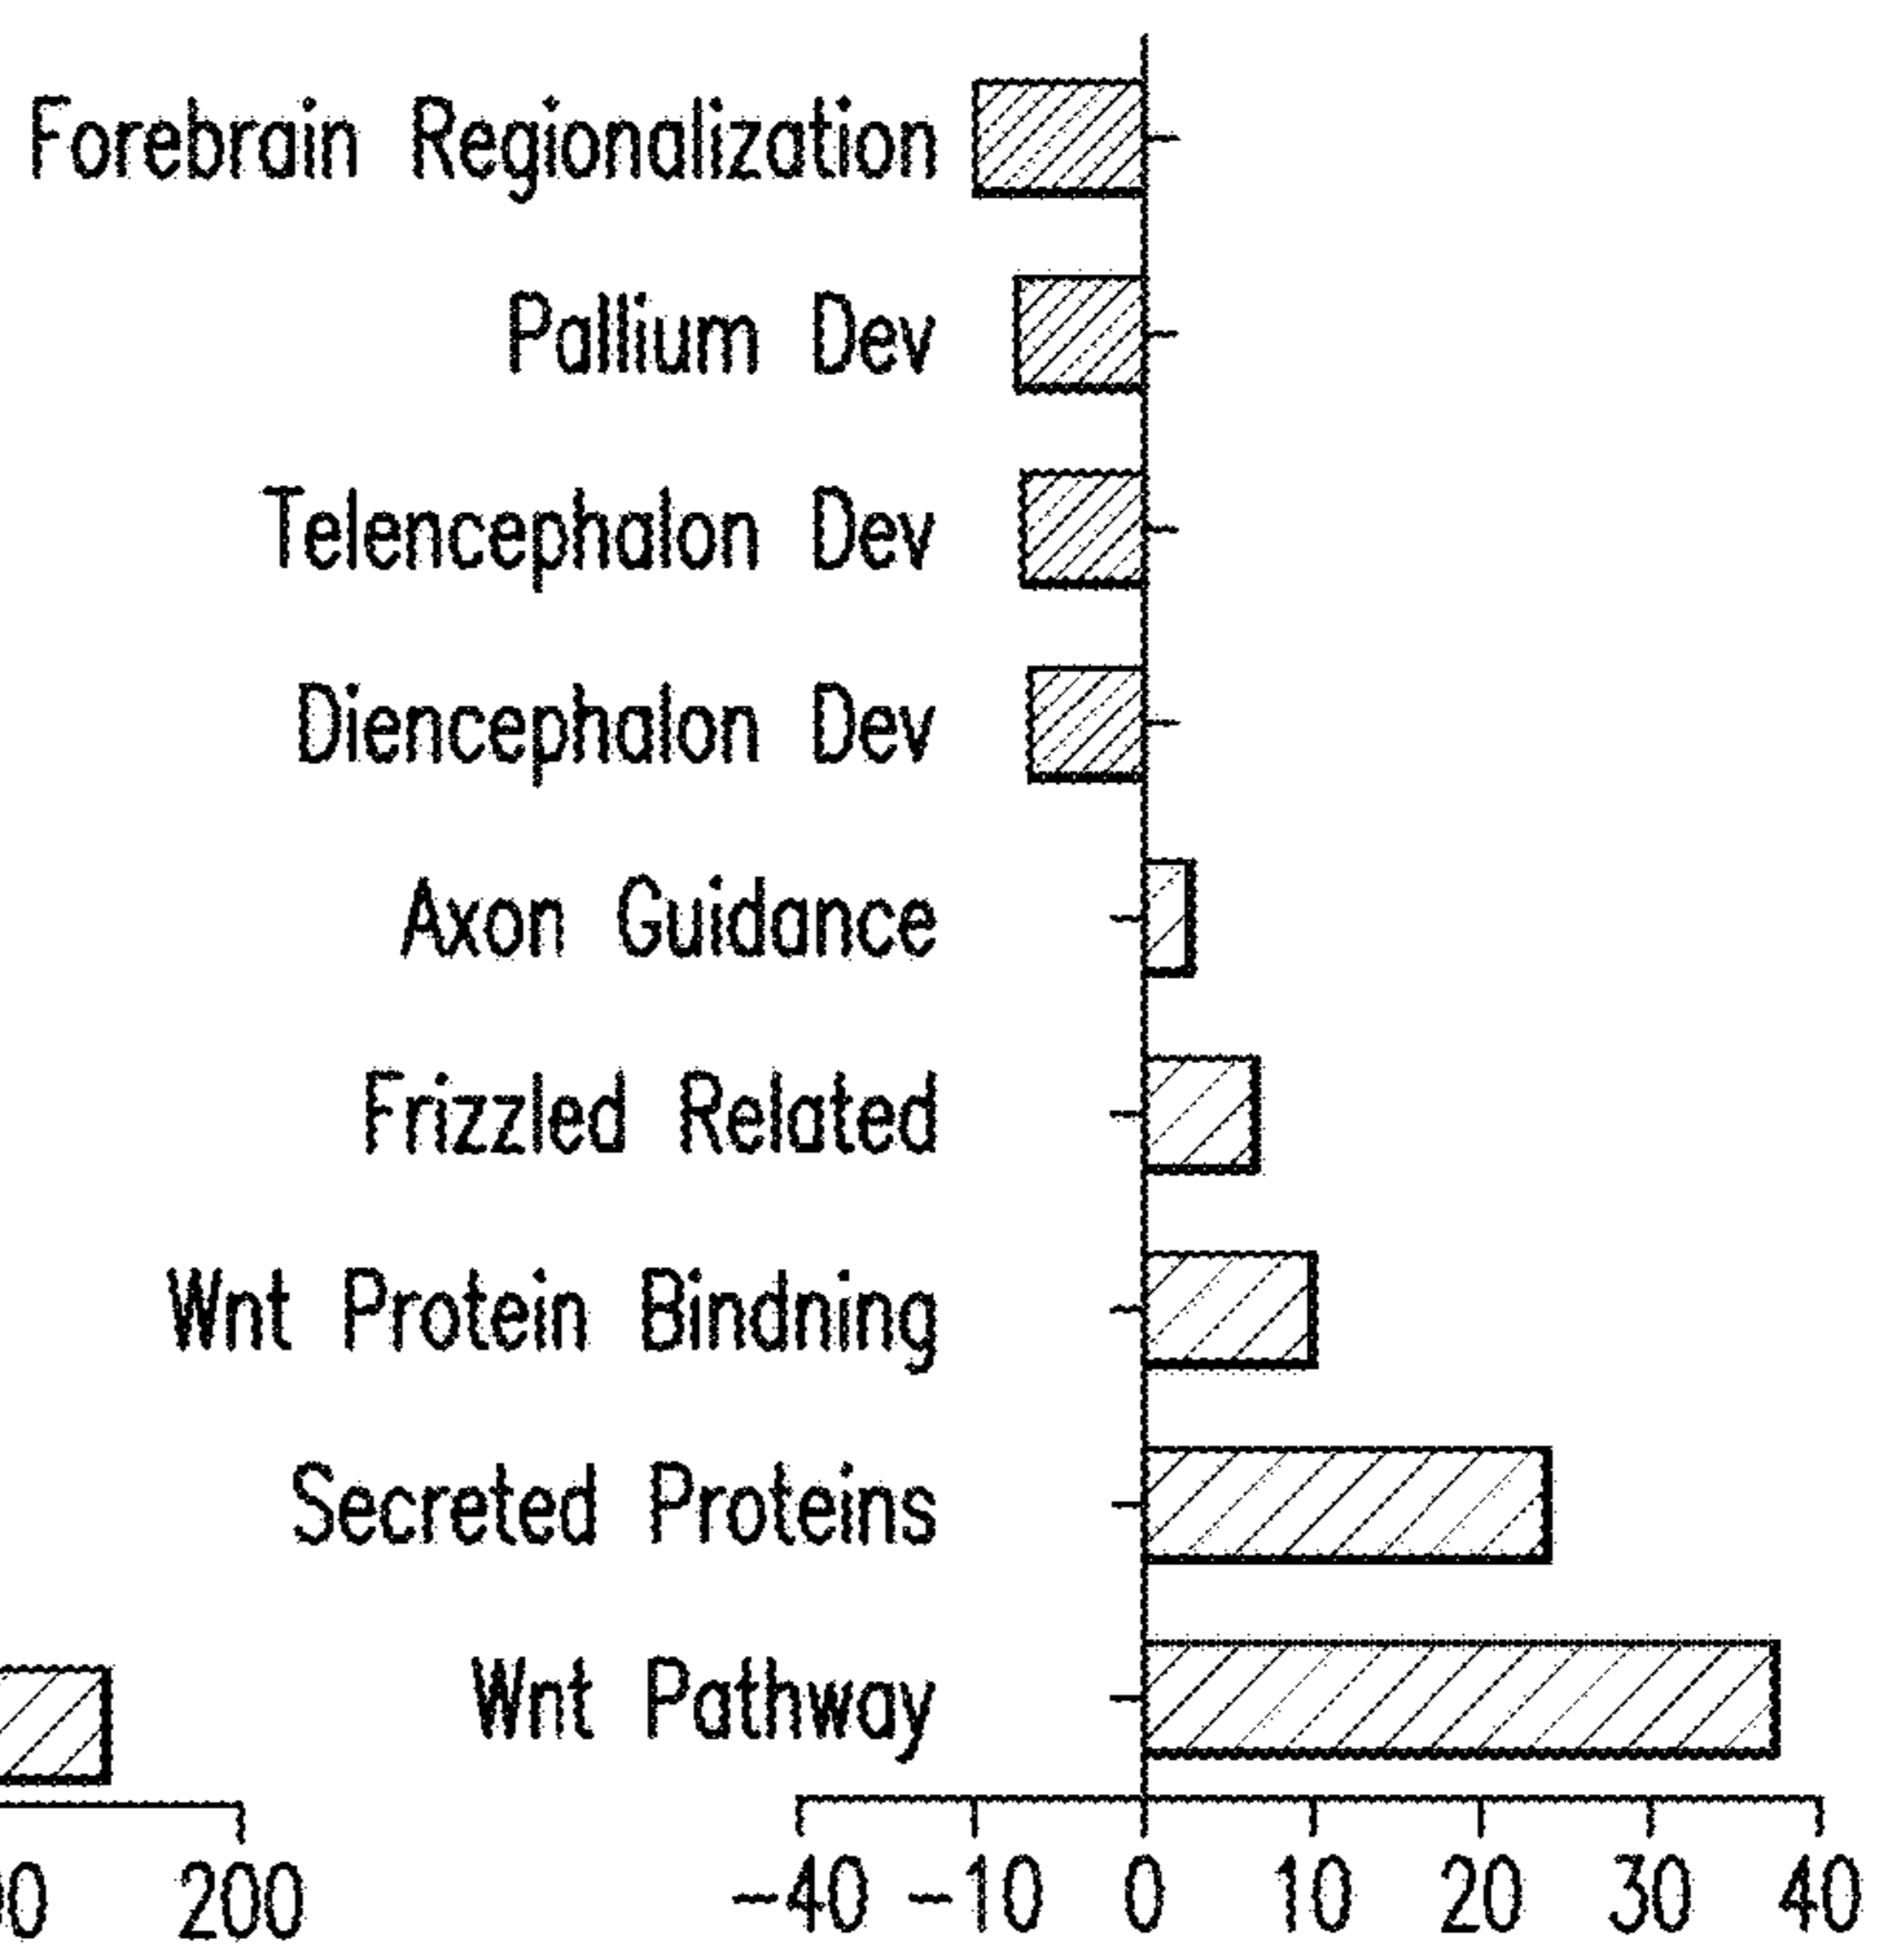 Forebrain Regionalization
Pallium Dev
Telencephalon Dev
Diencephalon Dev
Axon Guidance
Frizzled Related
Wnt Protein Bindning
Secreted Proteins
Wnt Pathway
200
-40 -10 0 10 20 30 40